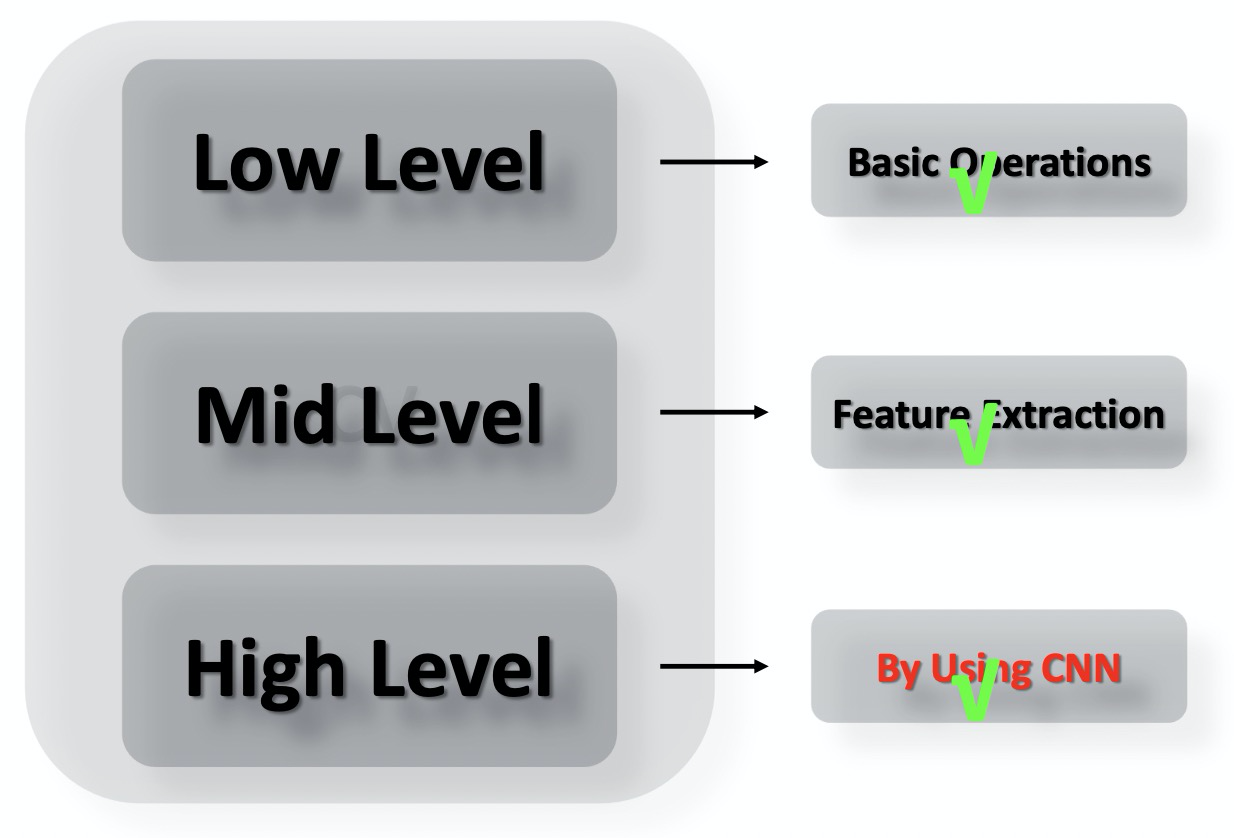 Low Level
Basic Operations
√
Mid Level
Feature Extraction
√
High Level
By Using CNN
√